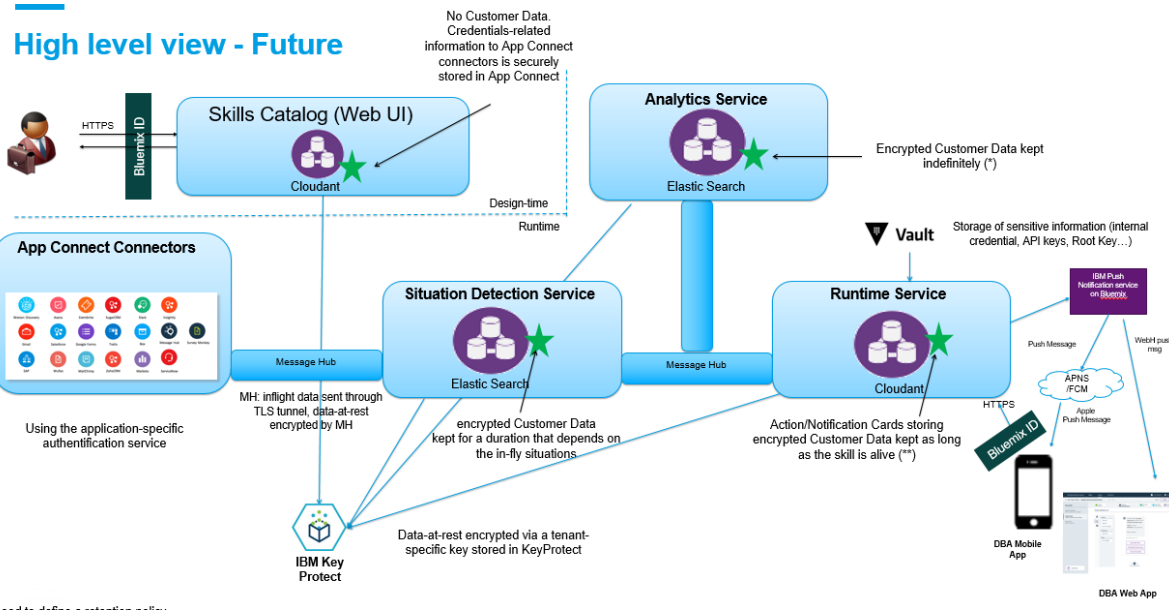 High level view - Future
No Customer Data.
Credentials-related
information to App Connect
connectors is securely
stored in App Connect
HTTPS
Bluemix ID
Skills Catalog (Web UI)
Cloudant
Analytics Service
Elastic Search
Encrypted Customer Data kept
indefinitely (*)
Design-time
Runtime
Vault
Storage of sensitive information (internal
credential, API keys, Root Key…)
App Connect Connectors
Message Hub
MH: inflight data sent through
TLS tunnel, data-at-rest
encrypted by MH
Using the application-specific
authentification service
Situation Detection Service
Elastic Search
encrypted Customer Data
kept for a duration that depends on
the in-fly situations
Message Hub
Runtime Service
Cloudant
Action/Notification Cards storing
encrypted Customer Data kept as long
as the skill is alive (**)
IBM Push
Notification service
on Bluemix
Push Message
WebH pus
msg
APNS
/FCM
Apple
Push Message
HTTPS
Bluemix ID
DBA Mobile
App
DBA Web App
IBM Key
Protect
Data-at-rest encrypted via a tenant-
specific key stored in KeyProtect
to define a retention policy